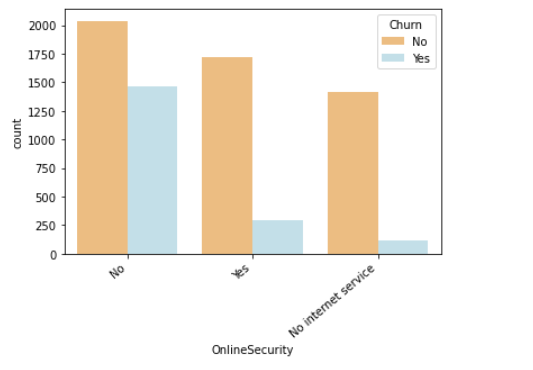 2000
1750
1500
1250
1000
750
500
250
0
count
Churn
No
Yes
No
Yes
No internet service
OnlineSecurity